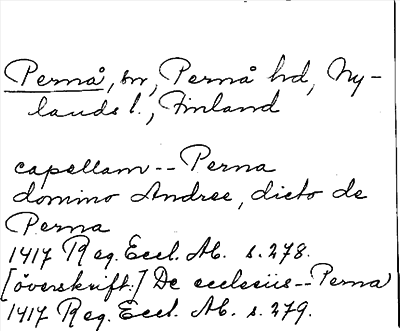 Pernå, sn, Pernå hd, Ny-
lands l., Finland
capellam -- Perna
domino Andree, dicto de
Perna
1417 Reg. Eccl. Ab. s. 278.
[överskrift:] De ecclesiis -- Perna
1417 Reg. Eccl. Ab. s. 279.